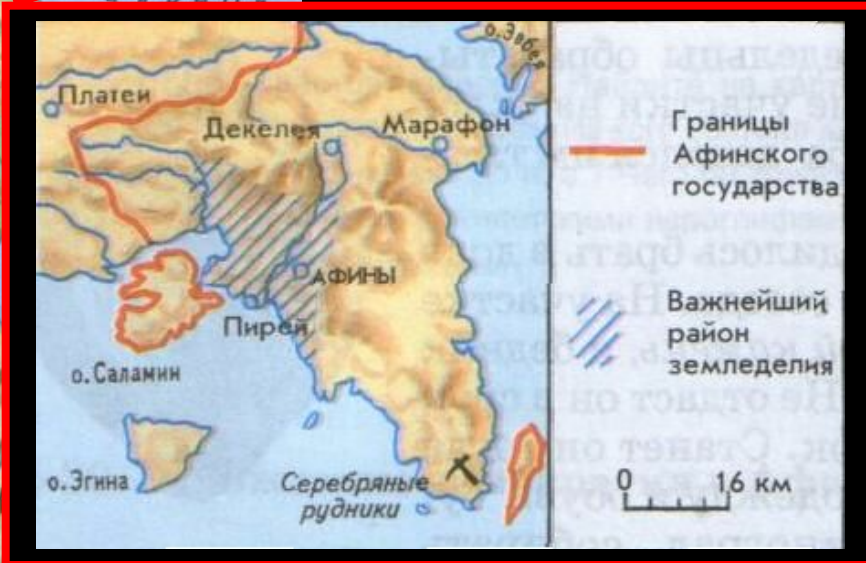 о. Эвбея
Платеи
Декелея
Марафон
АФИНЫ
Пирей
о. Саламин
о. Эгина
Серебряные
рудники
Границы
Афинского
государства
Важнейший
район
земледелия
0 16 км